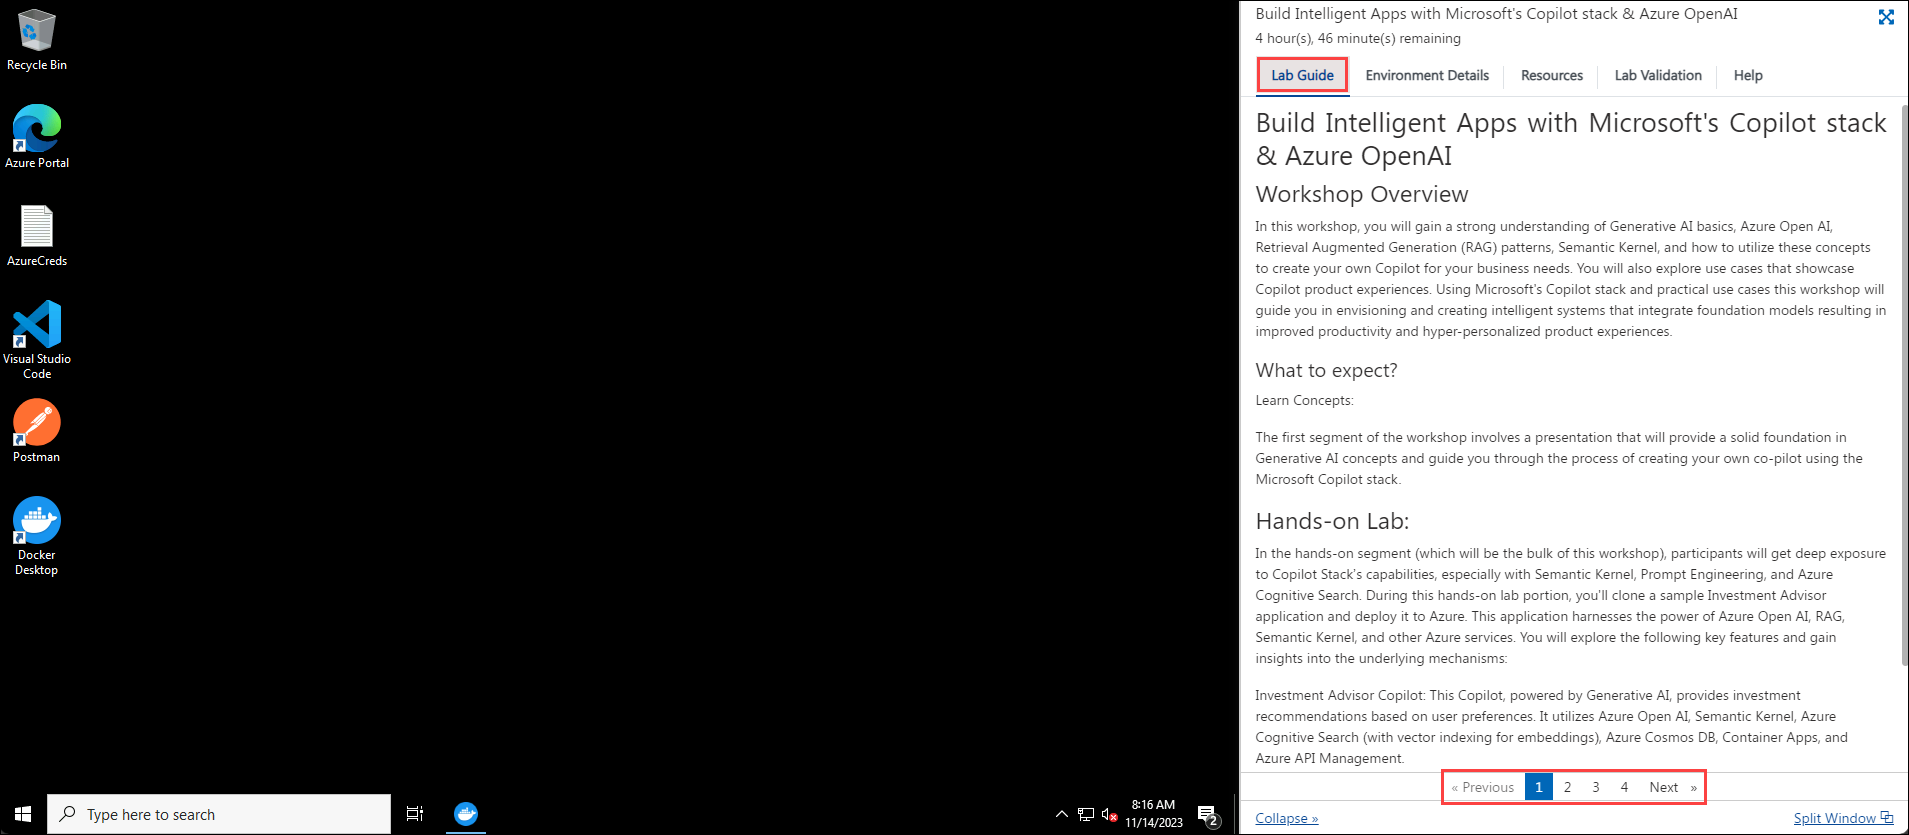 Recycle Bin
Azure Portal
AzureCreds
Visual Studio
Code
Postman
Docker
Desktop
Type here to search
8:16 AM
11/14/2023
2
Build Intelligent Apps with Microsoft's Copilot stack & Azure OpenAI
4 hour(s), 46 minute(s) remaining
Lab Guide Environment Details Resources Lab Validation Help
Build Intelligent Apps with Microsoft's Copilot stack
& Azure OpenAI
Workshop Overview
In this workshop, you will gain a strong understanding of Generative AI basics, Azure Open AI,
Retrieval Augmented Generation (RAG) patterns, Semantic Kernel, and how to utilize these concepts
to create your own Copilot for your business needs. You will also explore use cases that showcase
Copilot product experiences. Using Microsoft's Copilot stack and practical use cases this workshop will
guide you in envisioning and creating intelligent systems that integrate foundation models resulting in
improved productivity and hyper-personalized product experiences.
What to expect?
Learn Concepts:
The first segment of the workshop involves a presentation that will provide a solid foundation in
Generative AI concepts and guide you through the process of creating your own co-pilot using the
Microsoft Copilot stack.
Hands-on Lab:
In the hands-on segment (which will be the bulk of this workshop), participants will get deep exposure
to Copilot Stack's capabilities, especially with Semantic Kernel, Prompt Engineering, and Azure
Cognitive Search. During this hands-on lab portion, you'll clone a sample Investment Advisor
application and deploy it to Azure. This application harnesses the power of Azure Open AI, RAG,
Semantic Kernel, and other Azure services. You will explore the following key features and gain
insights into the underlying mechanisms:
Investment Advisor Copilot: This Copilot, powered by Generative AI, provides investment
recommendations based on user preferences. It utilizes Azure Open AI, Semantic Kernel, Azure
Cognitive Search (with vector indexing for embeddings), Azure Cosmos DB, Container Apps, and
Azure API Management.
« Previous 1 2 3 4 Next »
Collapse » Split Window